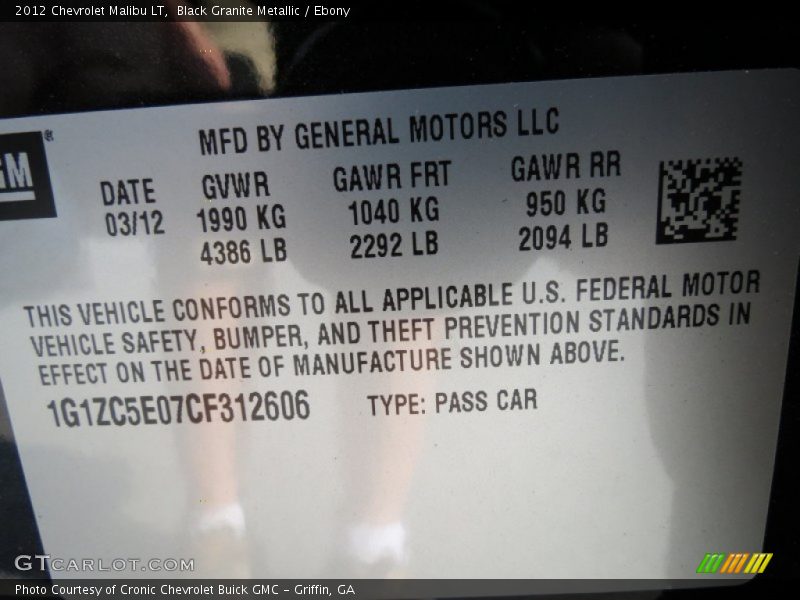 2012 Chevrolet Malibu LT, Black Granite Metallic / Ebony
GM®
MFD BY GENERAL MOTORS LLC
DATE GVWR GAWR FRT GAWR RR
03/12 1990 KG 1040 KG 950 KG
4386 LB 2292 LB 2094 LB
THIS VEHICLE CONFORMS TO ALL APPLICABLE U.S. FEDERAL MOTOR
VEHICLE SAFETY, BUMPER, AND THEFT PREVENTION STANDARDS IN
EFFECT ON THE DATE OF MANUFACTURE SHOWN ABOVE.
1G1ZC5E07CF312606 TYPE: PASS CAR
GTCARLOT.COM
Photo Courtesy of Cronic Chevrolet Buick GMC - Griffin, GA